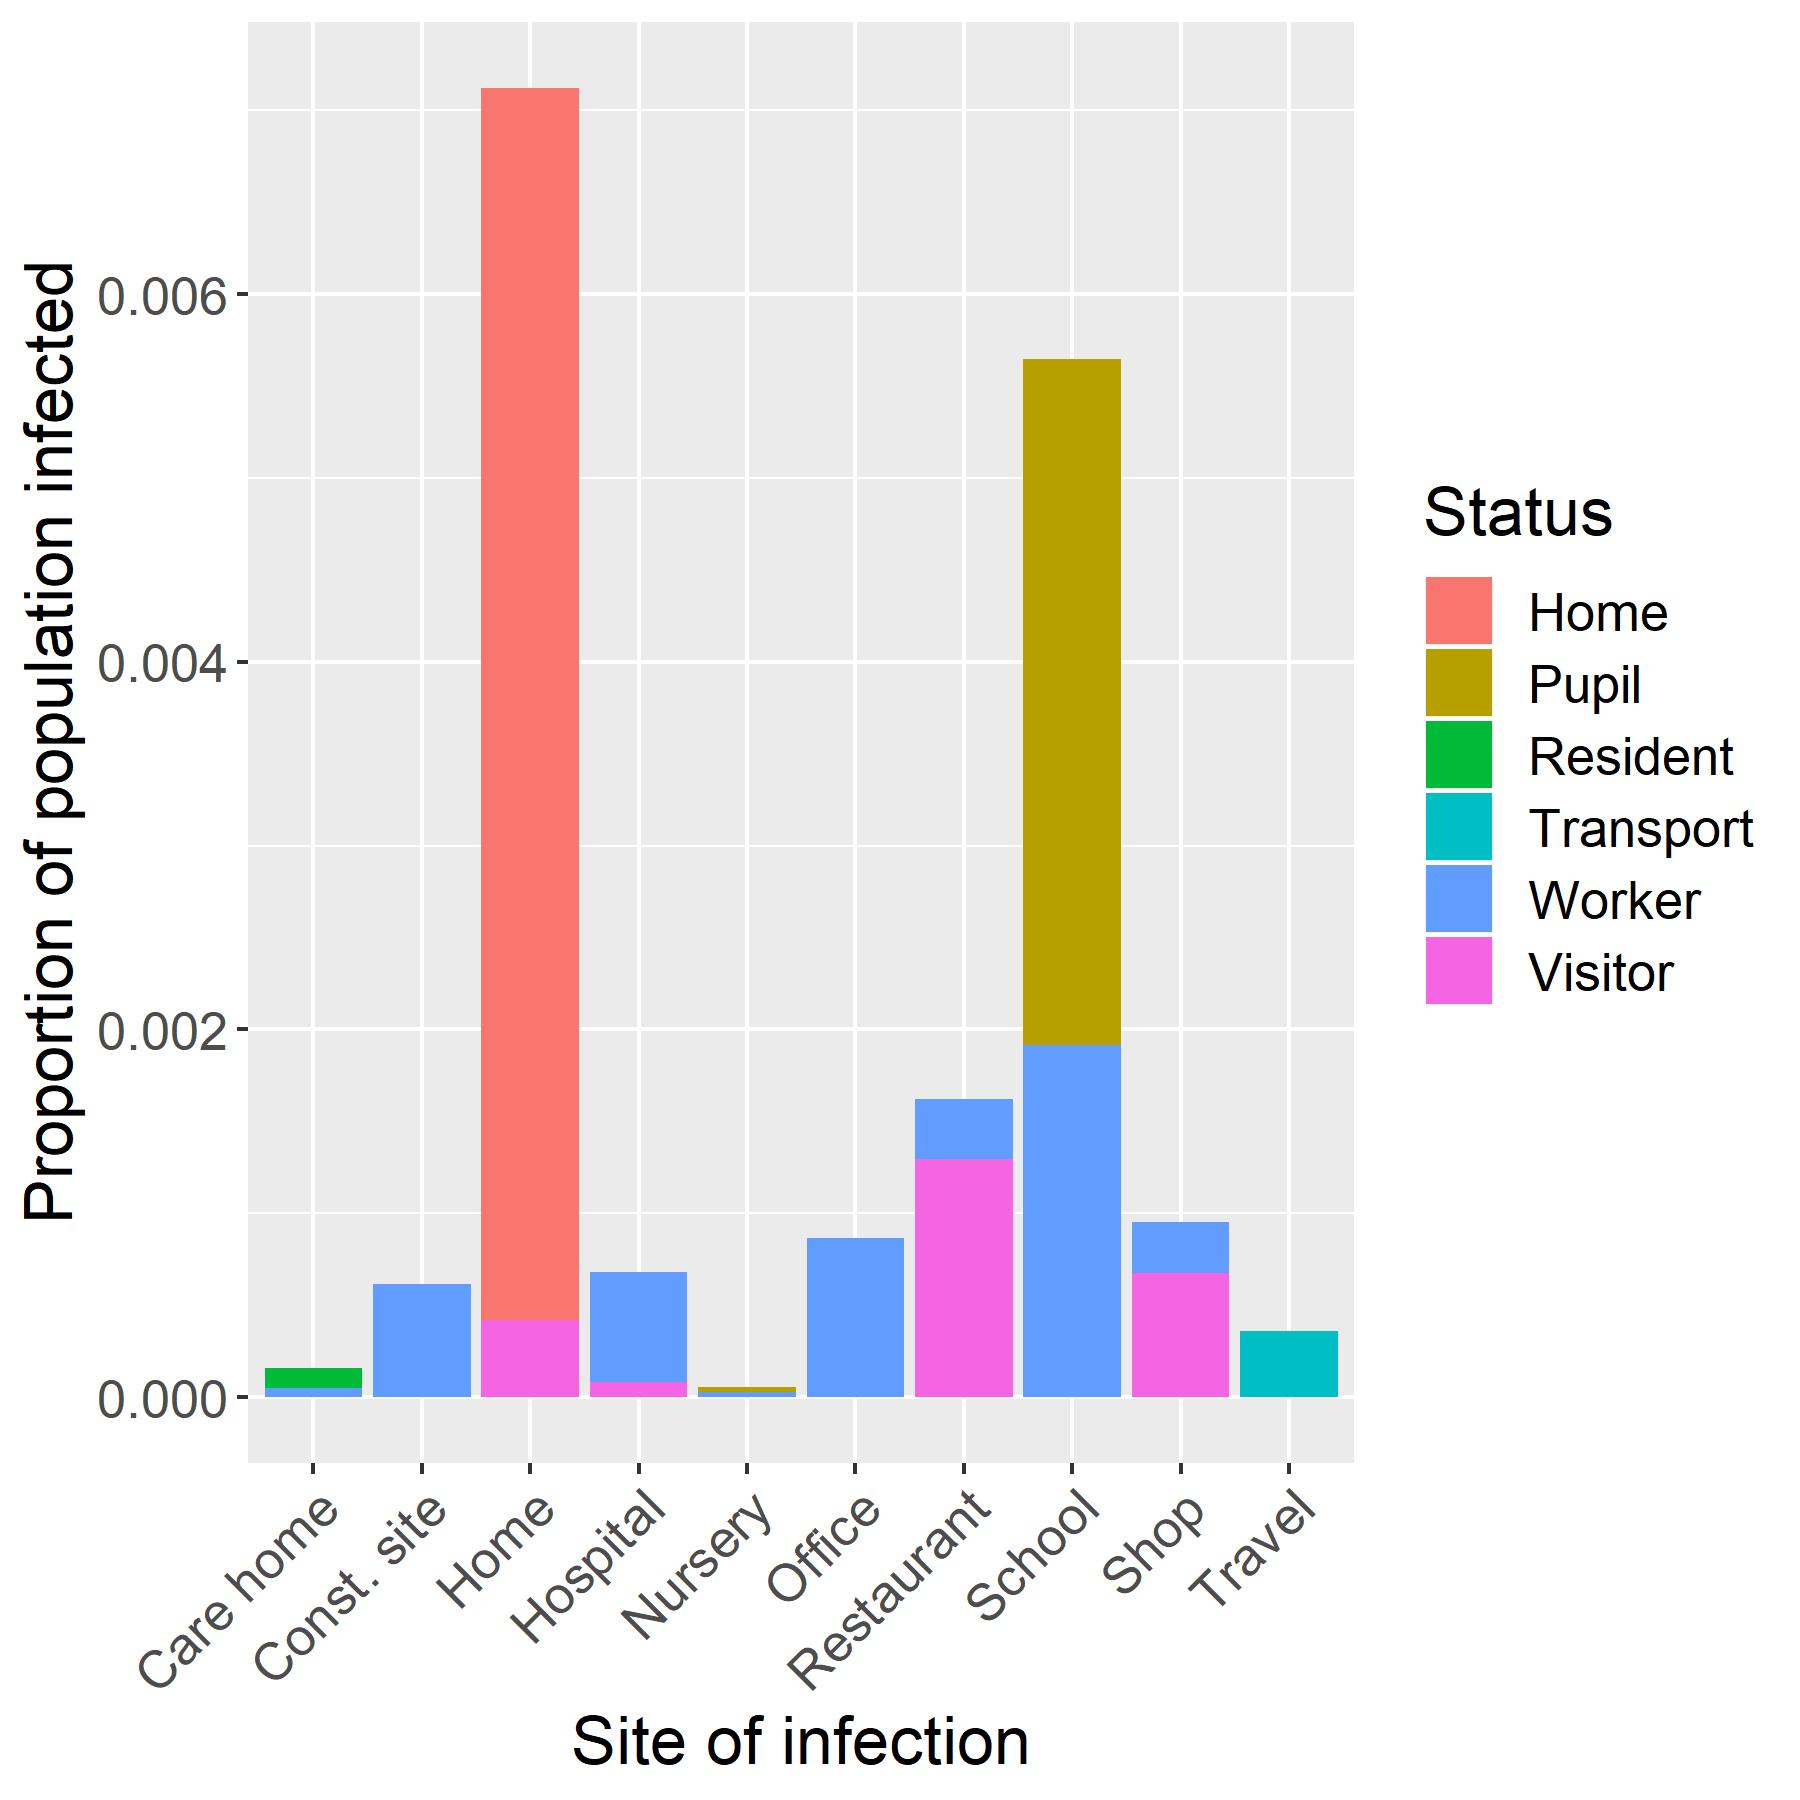 Proportion of population infected
0.006
0.004
0.002
0.000
Care home
Const. site
Home
Hospital
Nursery
Office
Restaurant
School
Shop
Travel
Site of infection
Status
Home
Pupil
Resident
Transport
Worker
Visitor